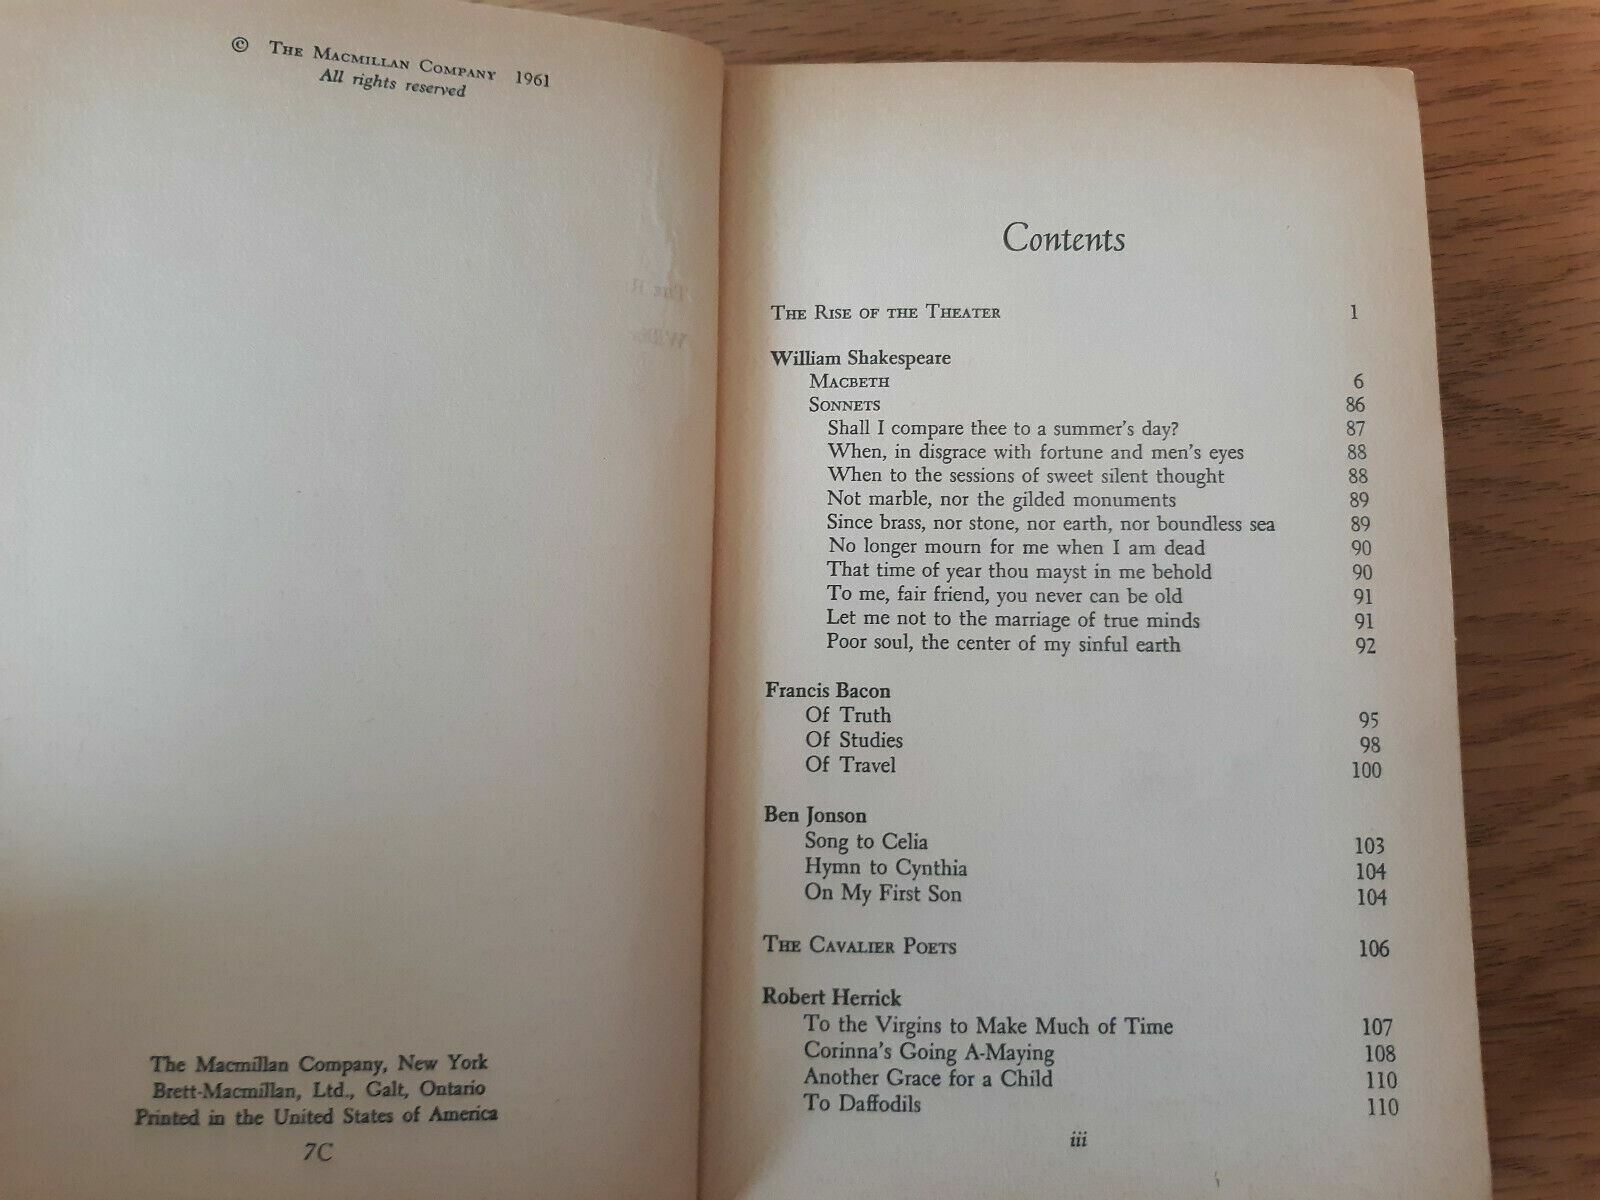 © The Macmillan Company 1961
All rights reserved
The Macmillan Company, New York
Brett-Macmillan, Ltd., Galt, Ontario
Printed in the United States of America
7C
Contents
The Rise of the Theater 1
William Shakespeare
Macbeth 6
Sonnets 86
Shall I compare thee to a summer's day? 87
When, in disgrace with fortune and men's eyes 88
When to the sessions of sweet silent thought 88
Not marble, nor the gilded monuments 89
Since brass, nor stone, nor earth, nor boundless sea 89
No longer mourn for me when I am dead 90
That time of year thou mayst in me behold 90
To me, fair friend, you never can be old 91
Let me not to the marriage of true minds 91
Poor soul, the center of my sinful earth 92
Francis Bacon
Of Truth 95
Of Studies 98
Of Travel 100
Ben Jonson
Song to Celia 103
Hymn to Cynthia 104
On My First Son 104
The Cavalier Poets 106
Robert Herrick
To the Virgins to Make Much of Time 107
Corinna's Going A-Maying 108
Another Grace for a Child 110
To Daffodils 110
iii